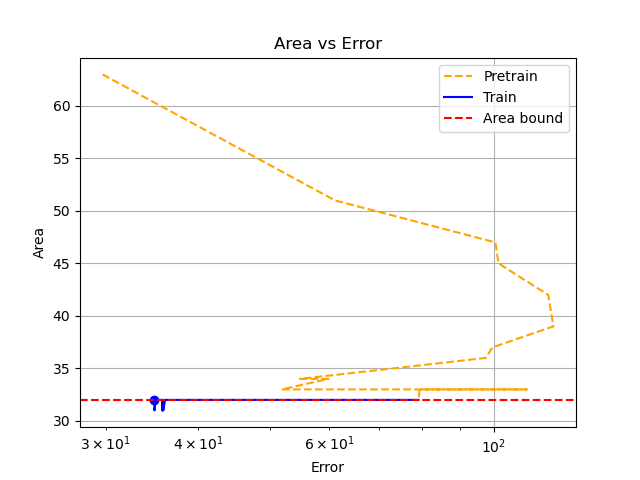 Area vs Error
Pretrain
Train
Area bound
Area
60
55
50
45
40
35
30
3 × 10¹
4 × 10¹
6 × 10¹
10²
Error